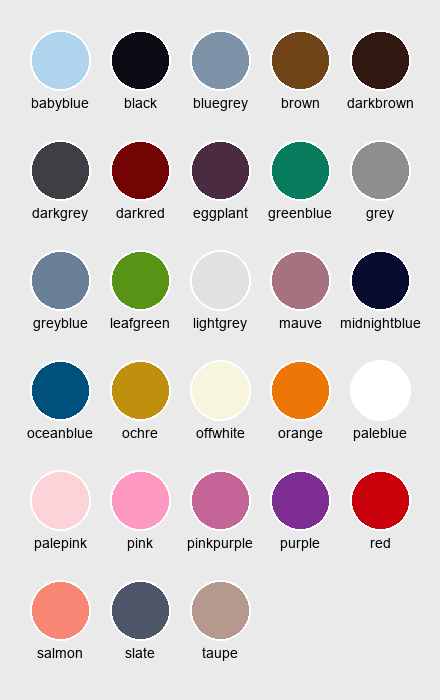 babyblue black bluegrey brown darkbrown
darkgrey darkred eggplant greenblue grey
greyblue leafgreen lightgrey mauve midnightblue
oceanblue ochre offwhite orange paleblue
palepink pink pinkpurple purple red
salmon slate taupe